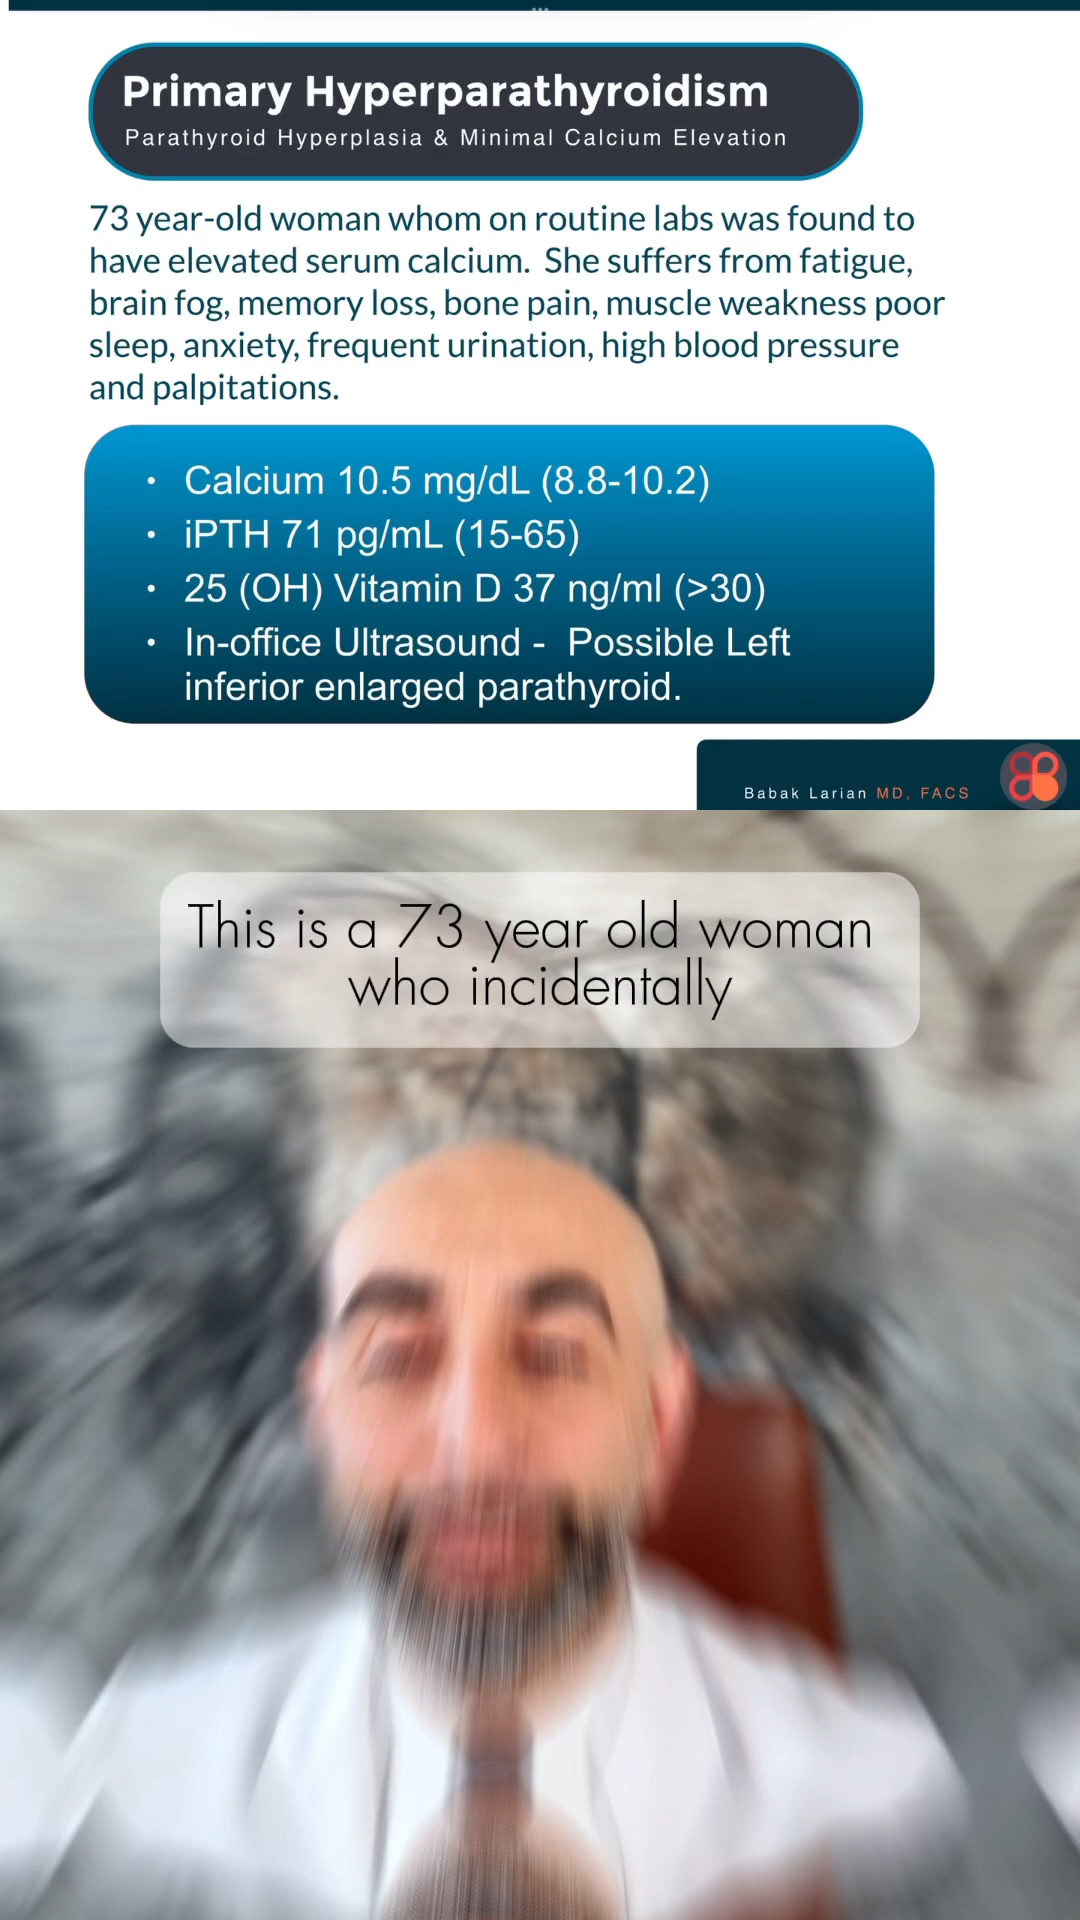 Primary Hyperparathyroidism
Parathyroid Hyperplasia & Minimal Calcium Elevation
73 year-old woman whom on routine labs was found to
have elevated serum calcium.  She suffers from fatigue,
brain fog, memory loss, bone pain, muscle weakness poor
sleep, anxiety, frequent urination, high blood pressure
and palpitations.
• Calcium 10.5 mg/dL (8.8-10.2)
• iPTH 71 pg/mL (15-65)
• 25 (OH) Vitamin D 37 ng/ml (>30)
• In-office Ultrasound -  Possible Left
inferior enlarged parathyroid.
Babak Larian MD, FACS
This is a 73 year old woman
who incidentally